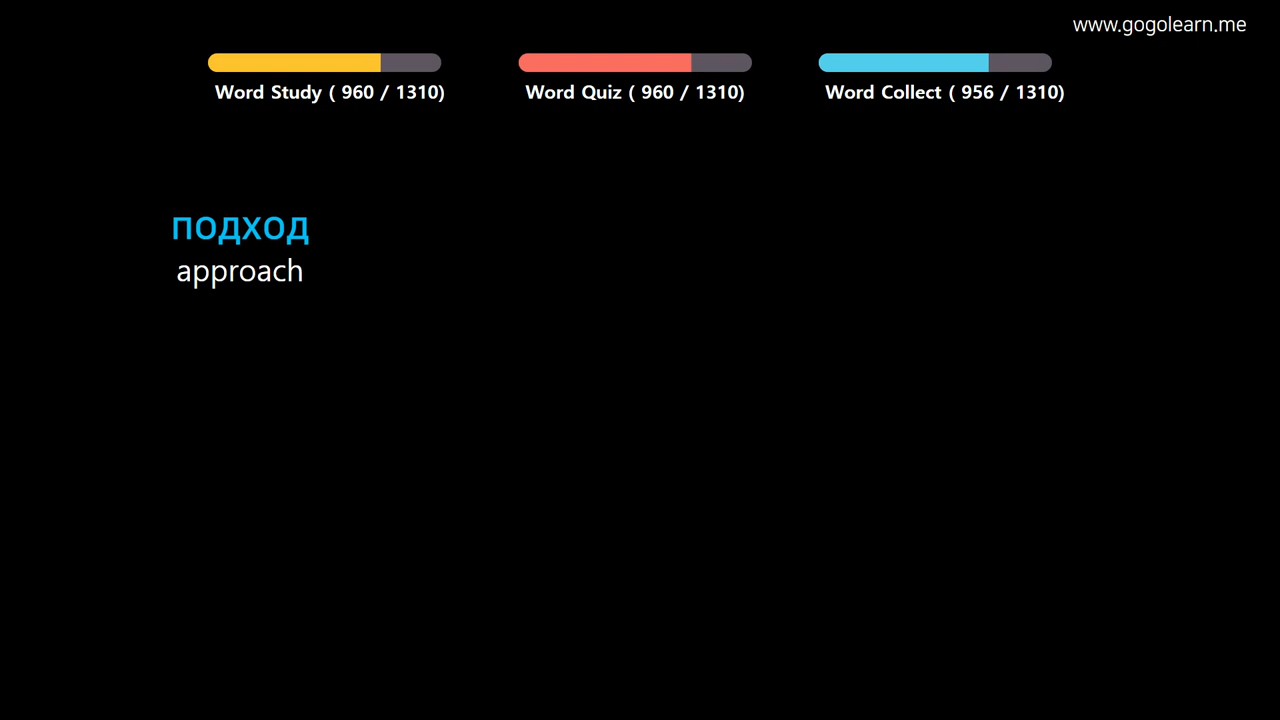 www.gogolearn.me
Word Study ( 960 / 1310)
Word Quiz ( 960 / 1310)
Word Collect ( 956 / 1310)
подход
approach